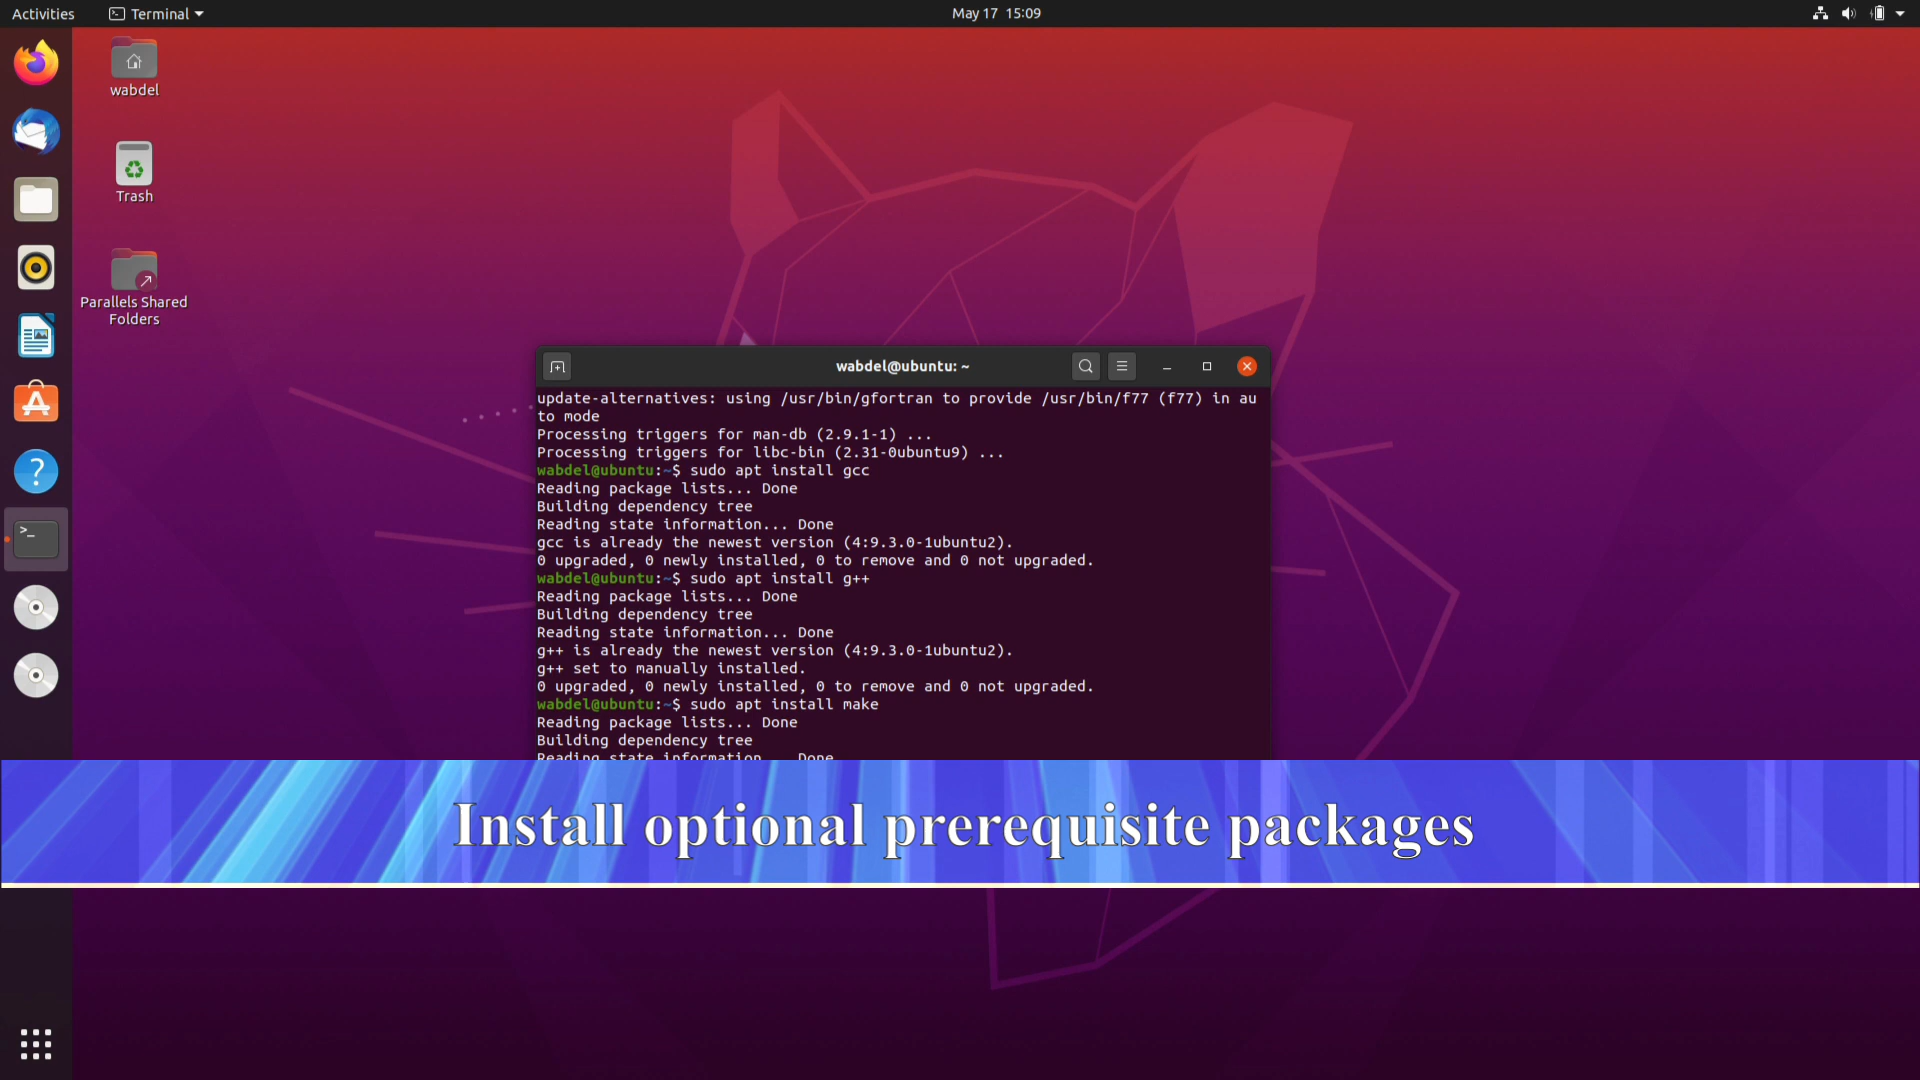 Activities
Terminal
May 17 15:09
wabdel
Trash
Parallels Shared
Folders
wabdel@ubuntu: ~
update-alternatives: using /usr/bin/gfortran to provide /usr/bin/f77 (f77) in au
to mode
Processing triggers for man-db (2.9.1-1) ...
Processing triggers for libc-bin (2.31-0ubuntu9) ...
wabdel@ubuntu:~$ sudo apt install gcc
Reading package lists... Done
Building dependency tree
Reading state information... Done
gcc is already the newest version (4:9.3.0-1ubuntu2).
0 upgraded, 0 newly installed, 0 to remove and 0 not upgraded.
wabdel@ubuntu:~$ sudo apt install g++
Reading package lists... Done
Building dependency tree
Reading state information... Done
g++ is already the newest version (4:9.3.0-1ubuntu2).
g++ set to manually installed.
0 upgraded, 0 newly installed, 0 to remove and 0 not upgraded.
wabdel@ubuntu:~$ sudo apt install make
Reading package lists... Done
Building dependency tree
Reading state information... Done
Install optional prerequisite packages